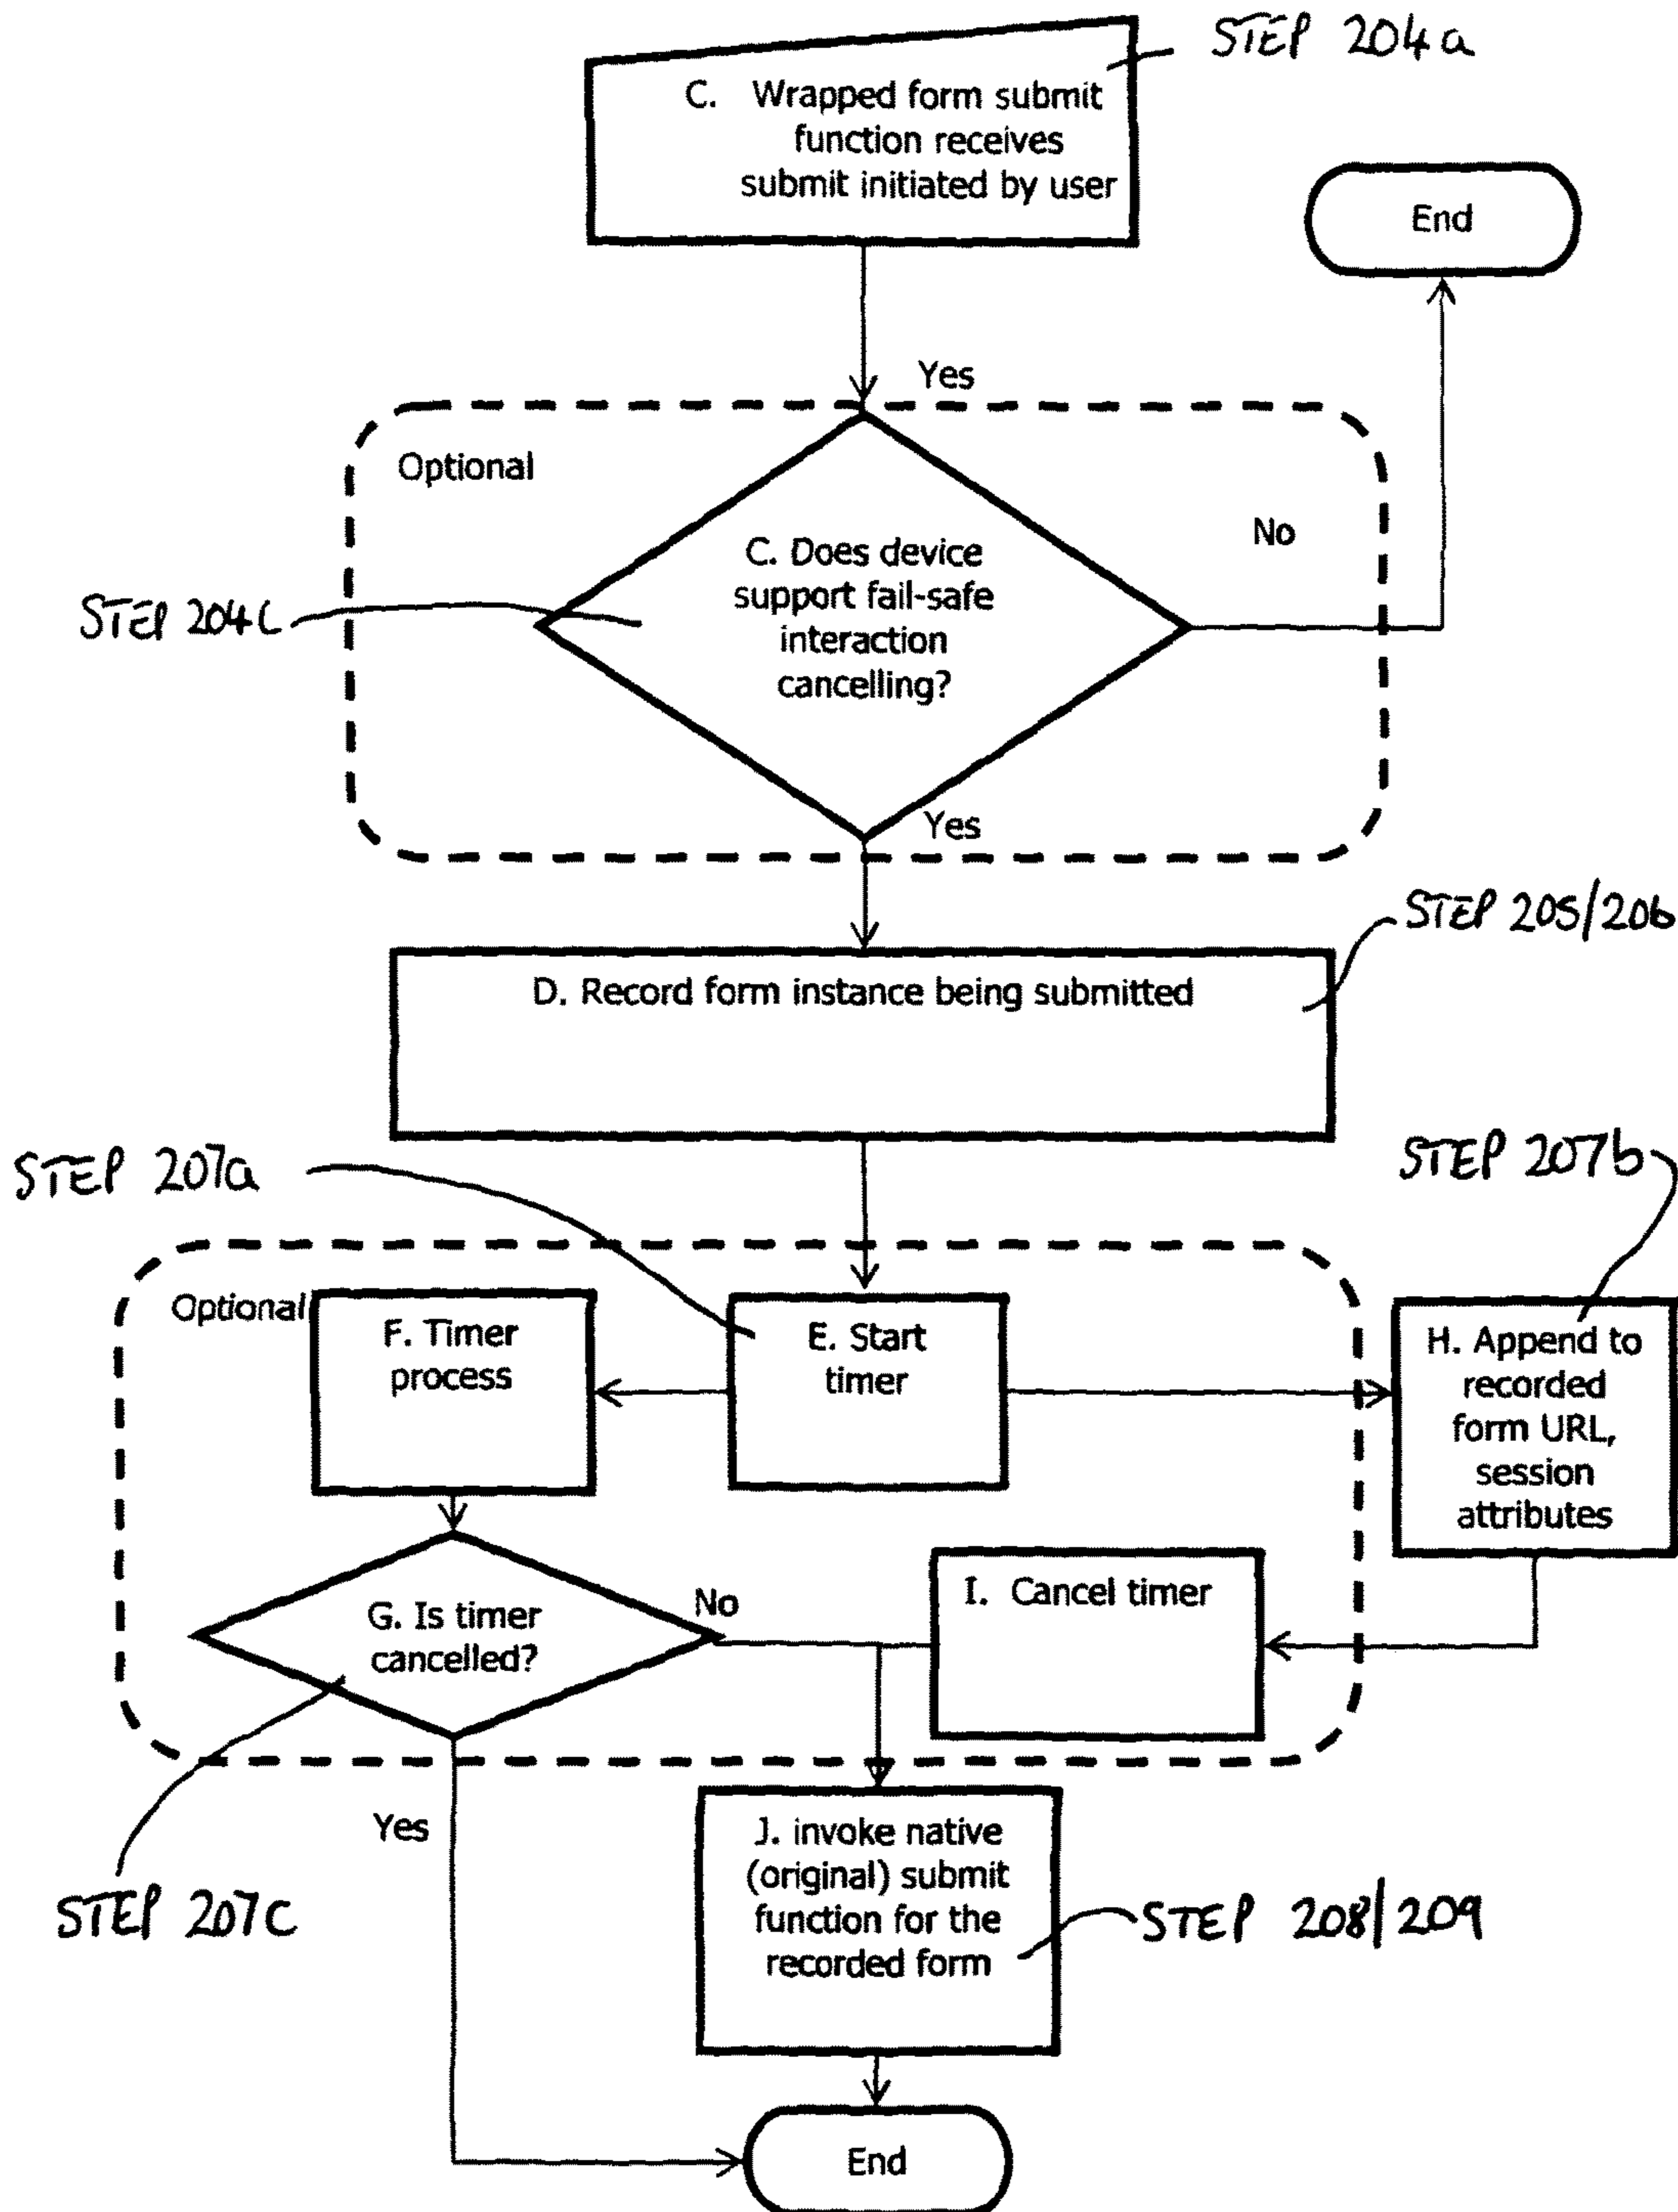 STEP 204a
C. Wrapped form submit
function receives
submit initiated by user
End
Yes
Optional
No
C. Does device
support fail-safe
interaction
cancelling?
STEP 204c
Yes
STEP 205/206
D. Record form instance being submitted
STEP 207a
STEP 207b
Optional
F. Timer
process
E. Start
timer
H. Append to
recorded
form URL,
session
attributes
G. Is timer
cancelled?
No
I. Cancel timer
Yes
STEP 207c
J. invoke native
(original) submit
function for the
recorded form
STEP 208/209
End